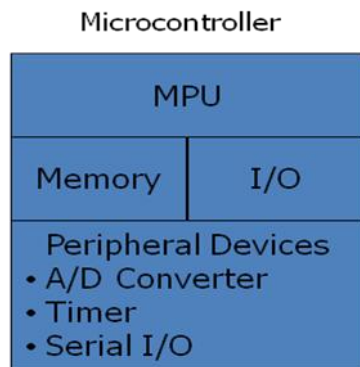 Microcontroller
MPU
Memory I/O
Peripheral Devices
• A/D Converter
• Timer
• Serial I/O